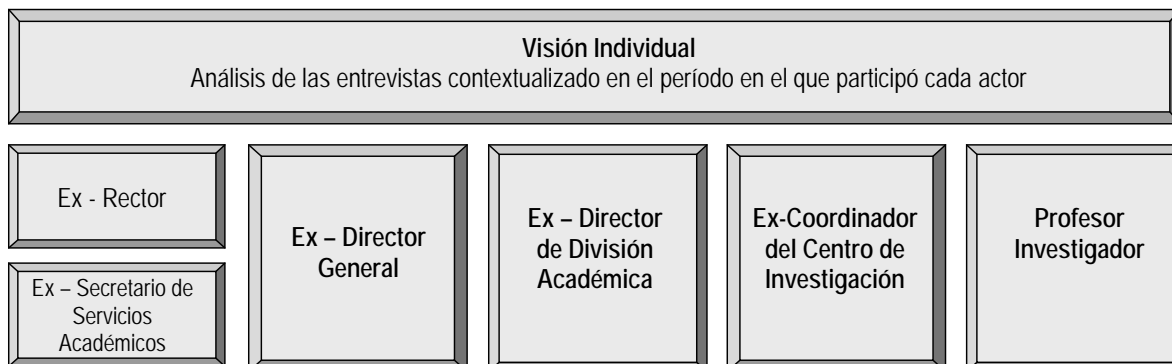 Visión Individual
Análisis de las entrevistas contextualizado en el período en el que participó cada actor
Ex - Rector
Ex – Secretario de
Servicios
Académicos
Ex – Director
General
Ex – Director
de División
Académica
Ex-Coordinador
del Centro de
Investigación
Profesor
Investigador